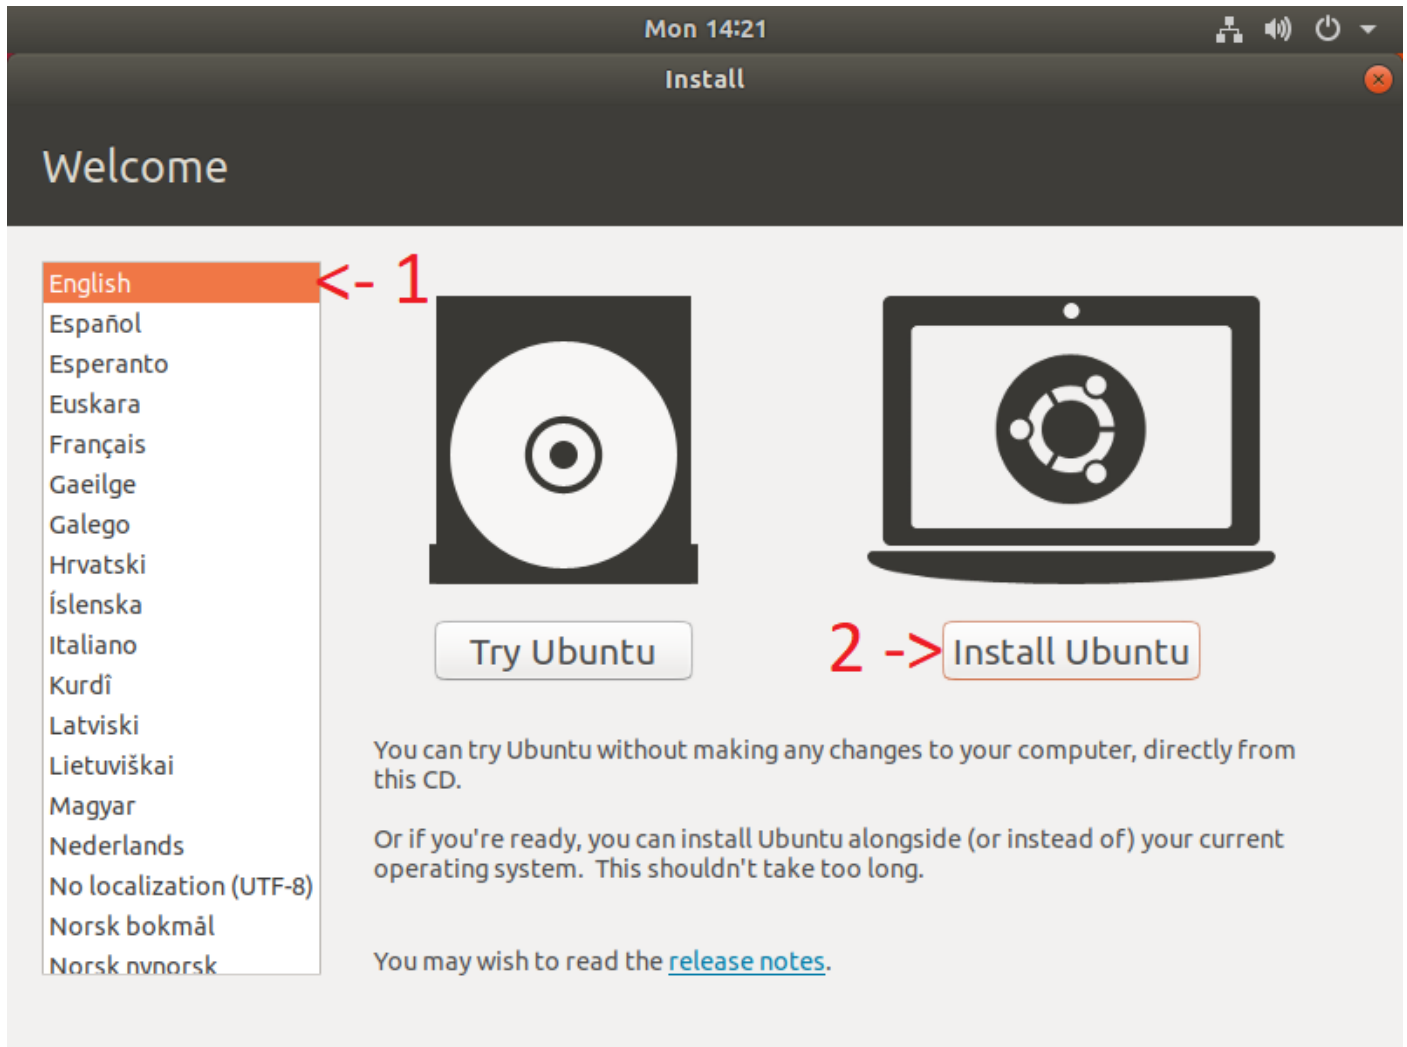 Mon 14:21
Install
Welcome
English <- 1
Español
Esperanto
Euskara
Français
Gaeilge
Galego
Hrvatski
Íslenska
Italiano
Kurdî
Latviski
Lietuviškai
Magyar
Nederlands
No localization (UTF-8)
Norsk bokmål
Norsk nynorsk
Try Ubuntu
2 -> Install Ubuntu
You can try Ubuntu without making any changes to your computer, directly from
this CD.
Or if you're ready, you can install Ubuntu alongside (or instead of) your current
operating system. This shouldn't take too long.
You may wish to read the release notes.